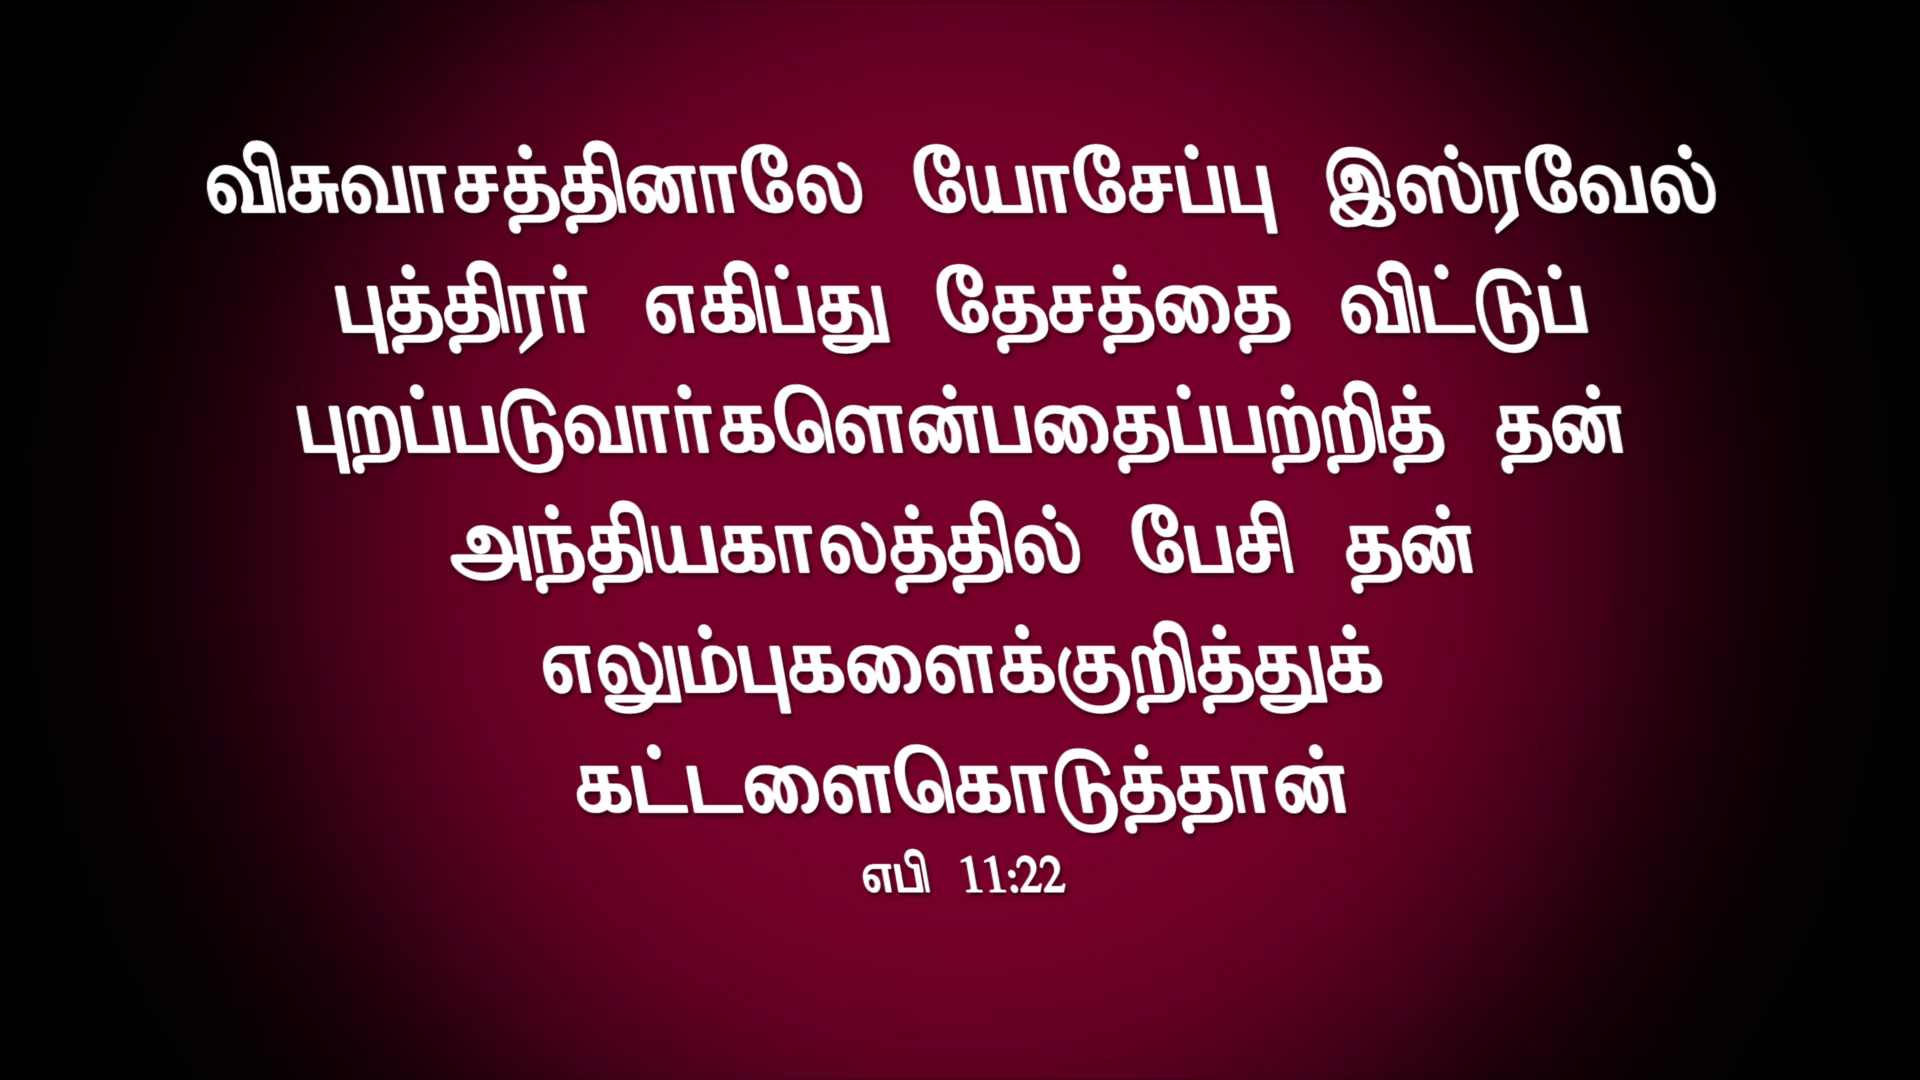 விசுவாசத்தினாலே யோசேப்பு இஸ்ரவேல்
புத்திரர் எகிப்து தேசத்தை விட்டுப்
புறப்படுவார்களென்பதைப்பற்றித் தன்
அந்தியகாலத்தில் பேசி தன்
எலும்புகளைக்குறித்துக்
கட்டளைகொடுத்தான்
எபி 11:22